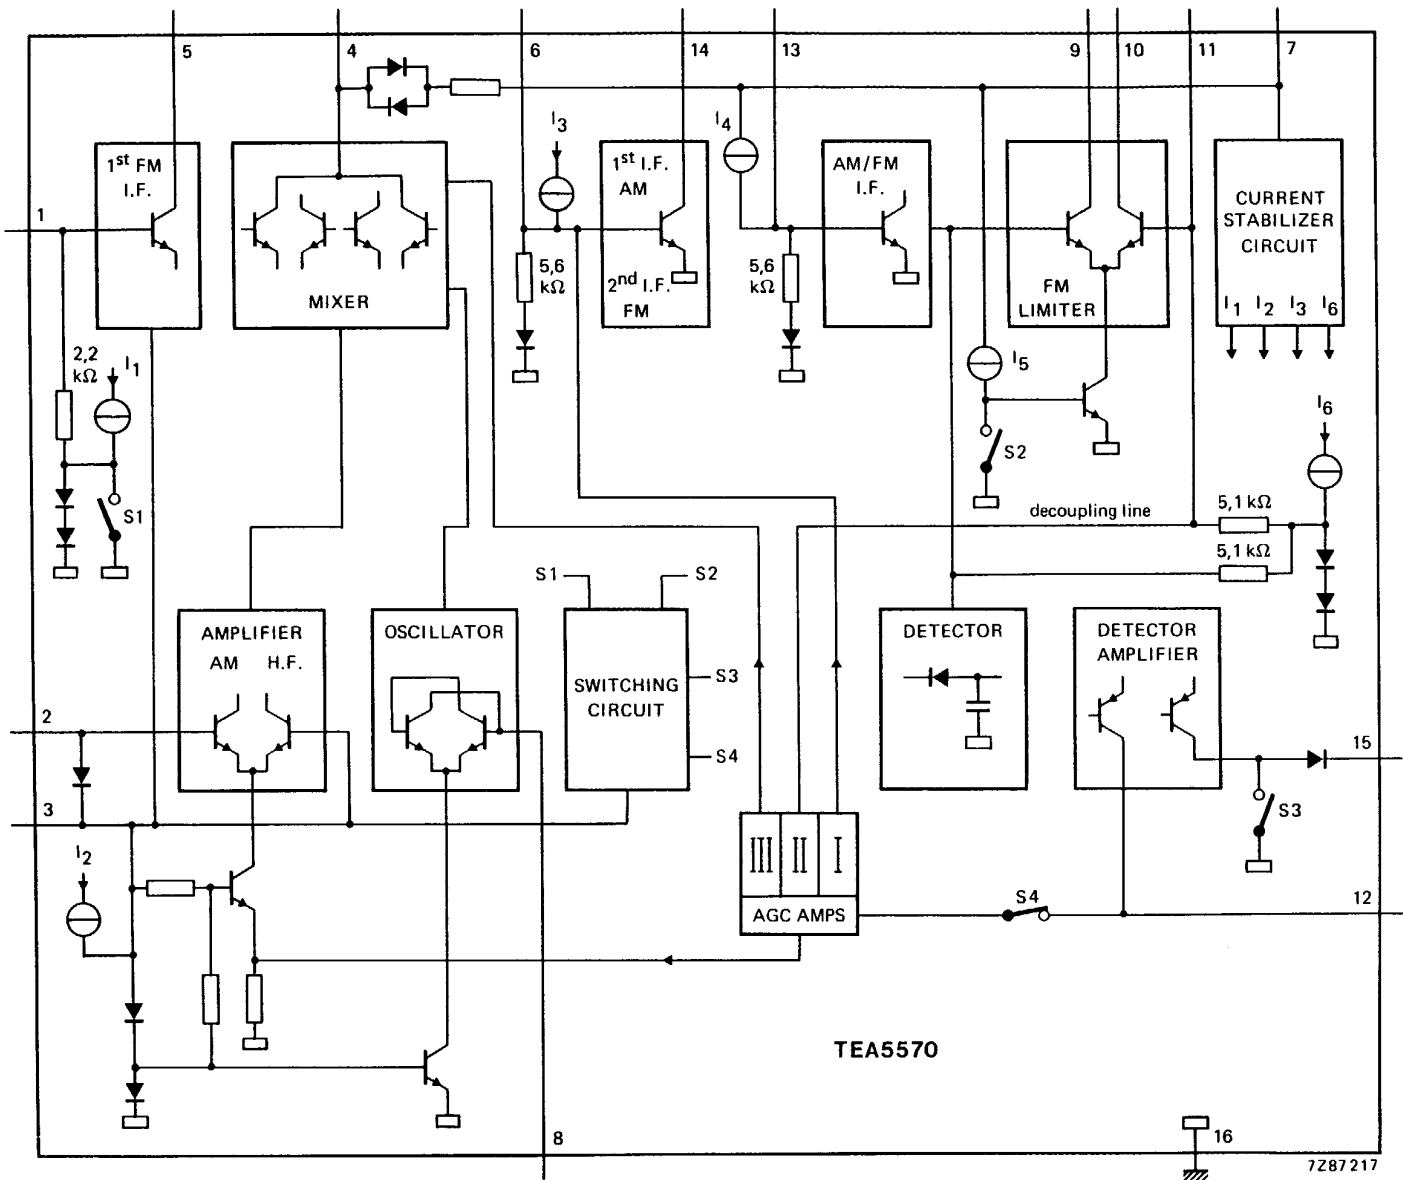 5
4
6
14
13
9
10
11
7
I3
I4
1st FM
I.F.
MIXER
1st I.F.
AM
2nd I.F.
FM
AM/FM
I.F.
FM
LIMITER
CURRENT
STABILIZER
CIRCUIT
I1 I2 I3 I6
1
5,6
kΩ
5,6
kΩ
2,2
kΩ
I1
I5
I6
S1
S2
decoupling line
5,1 kΩ
5,1 kΩ
S1
S2
AMPLIFIER
AM H.F.
OSCILLATOR
SWITCHING
CIRCUIT
S3
S4
DETECTOR
DETECTOR
AMPLIFIER
2
15
3
S3
I2
III II I
AGC AMPS
S4
12
TEA5570
8
16
7Z87217